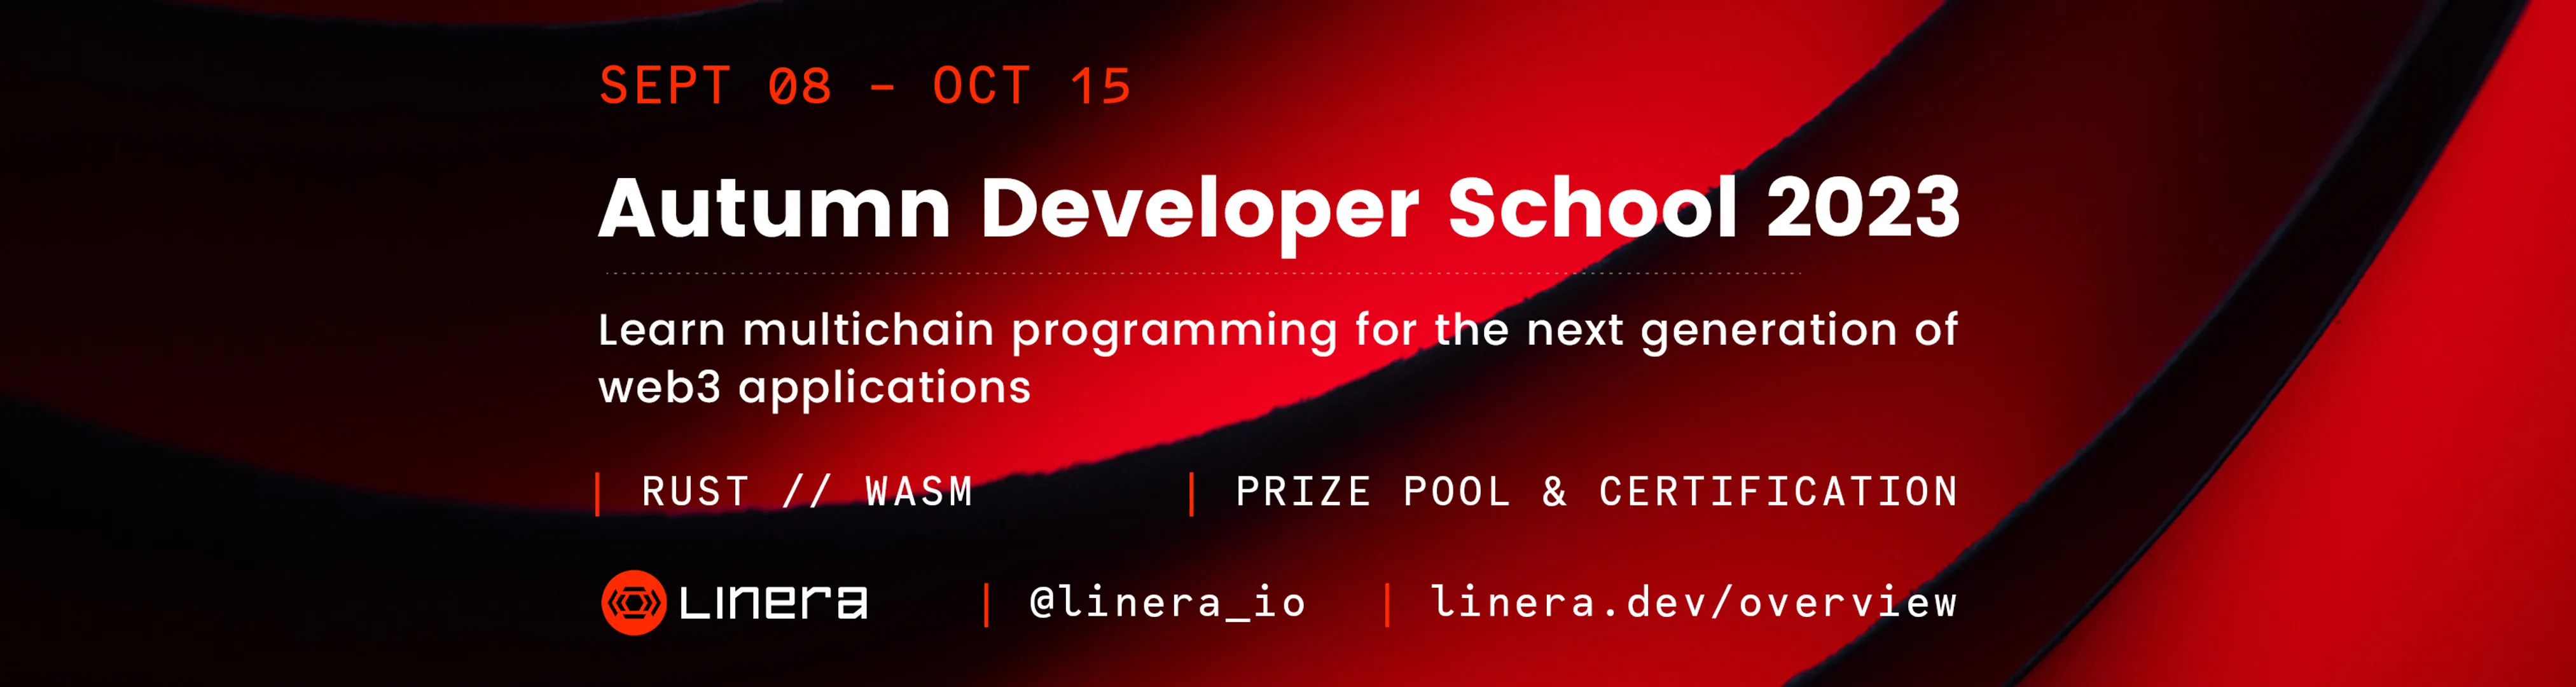 SEPT 08 – OCT 15
Autumn Developer School 2023
Learn multichain programming for the next generation of
web3 applications
RUST // WASM | PRIZE POOL & CERTIFICATION
Linera | @linera_io | linera.dev/overview